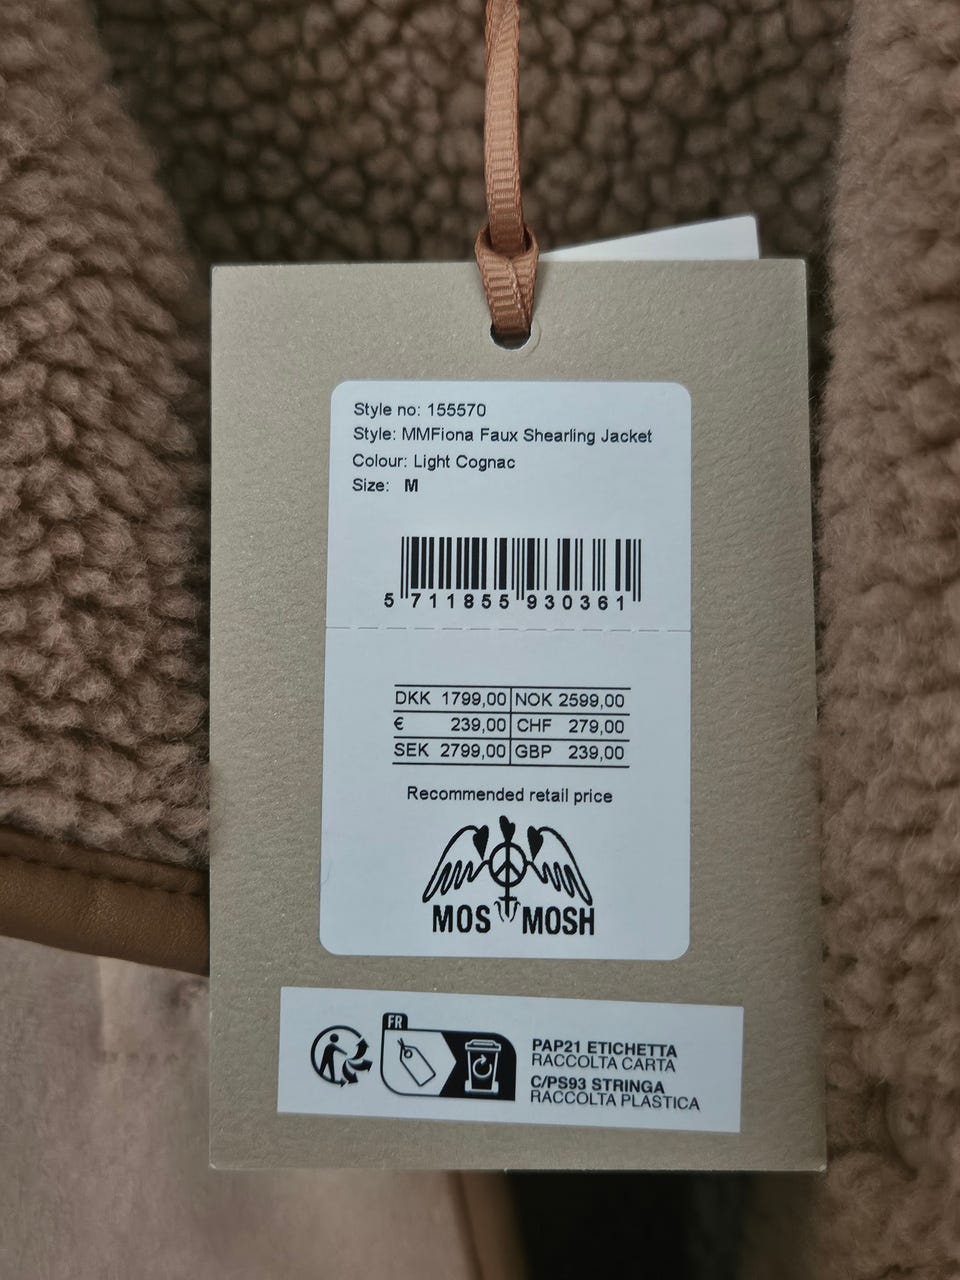 Style no: 155570
Style: MMFiona Faux Shearling Jacket
Colour: Light Cognac
Size: M
5 711855 930361
DKK 1799,00 NOK 2599,00
€ 239,00 CHF 279,00
SEK 2799,00 GBP 239,00
Recommended retail price
MOS MOSH
FR
PAP21 ETICHETTA
RACCOLTA CARTA
C/PS93 STRINGA
RACCOLTA PLASTICA